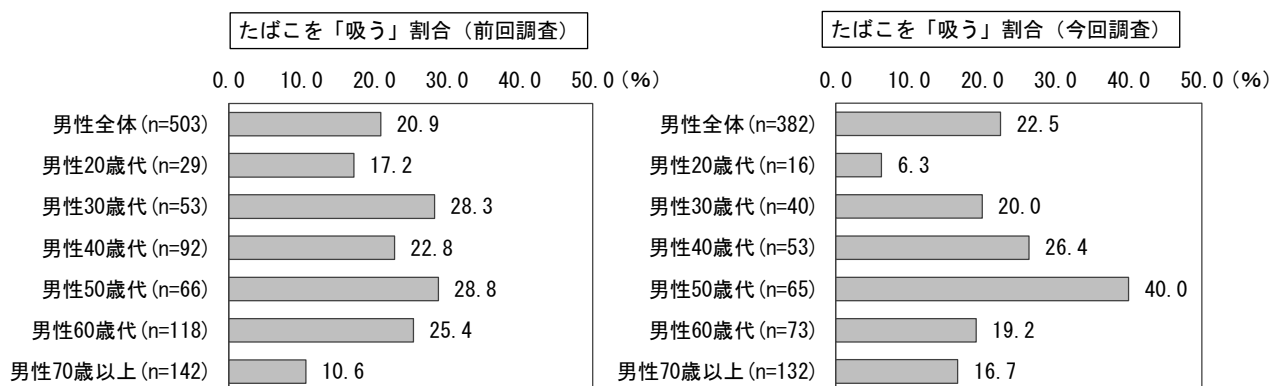 たばこを「吸う」割合（前回調査）
0.0 10.0 20.0 30.0 40.0 50.0 (%)
男性全体(n=503) 20.9
男性20歳代(n=29) 17.2
男性30歳代(n=53) 28.3
男性40歳代(n=92) 22.8
男性50歳代(n=66) 28.8
男性60歳代(n=118) 25.4
男性70歳以上(n=142) 10.6
たばこを「吸う」割合（今回調査）
0.0 10.0 20.0 30.0 40.0 50.0 (%)
男性全体(n=382) 22.5
男性20歳代(n=16) 6.3
男性30歳代(n=40) 20.0
男性40歳代(n=53) 26.4
男性50歳代(n=65) 40.0
男性60歳代(n=73) 19.2
男性70歳以上(n=132) 16.7